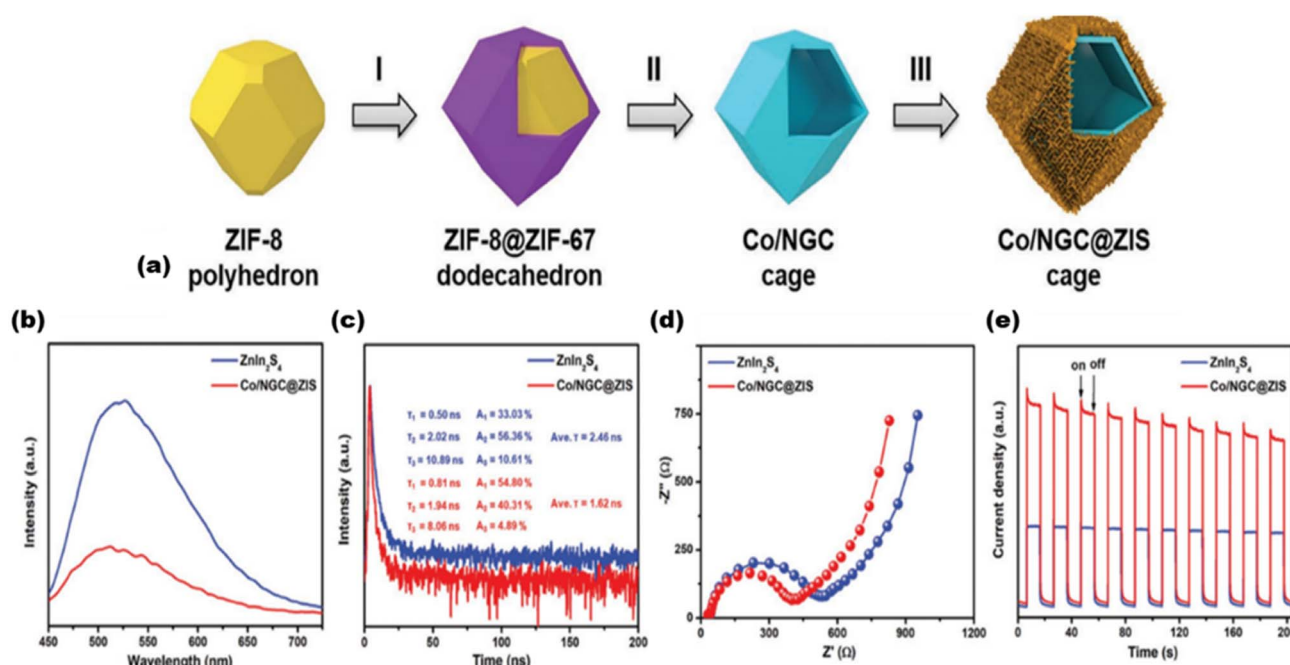 I
II
III
ZIF-8
polyhedron
ZIF-8@ZIF-67
dodecahedron
Co/NGC
cage
Co/NGC@ZIS
cage
(a)
(b)
ZnIn₂S₄
Co/NGC@ZIS
Intensity (a.u.)
450 500 550 600 650 700
Wavelength (nm)
(c)
ZnIn₂S₄
Co/NGC@ZIS
τ₁ = 0.50 ns A₁ = 33.03 %
τ₂ = 2.02 ns A₂ = 56.36 % Ave. τ = 2.46 ns
τ₃ = 10.89 ns A₃ = 10.61 %
τ₁ = 0.81 ns A₁ = 54.80 %
τ₂ = 1.94 ns A₂ = 40.31 % Ave. τ = 1.62 ns
τ₃ = 8.06 ns A₃ = 4.89 %
Intensity (a.u.)
0 50 100 150 200
Time (ns)
(d)
ZnIn₂S₄
Co/NGC@ZIS
-Z'' (Ω)
750
500
250
0
0 300 600 900 1200
Z' (Ω)
(e)
ZnIn₂S₄
Co/NGC@ZIS
on off
Current density (a.u.)
0 40 80 120 160 200
Time (s)